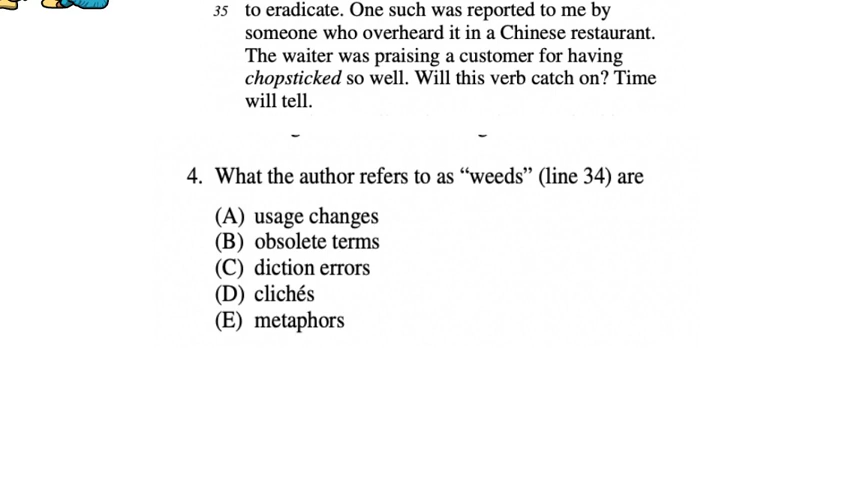 35 to eradicate. One such was reported to me by
someone who overheard it in a Chinese restaurant.
The waiter was praising a customer for having
chopsticked so well. Will this verb catch on? Time
will tell.
4. What the author refers to as “weeds” (line 34) are
(A) usage changes
(B) obsolete terms
(C) diction errors
(D) clichés
(E) metaphors